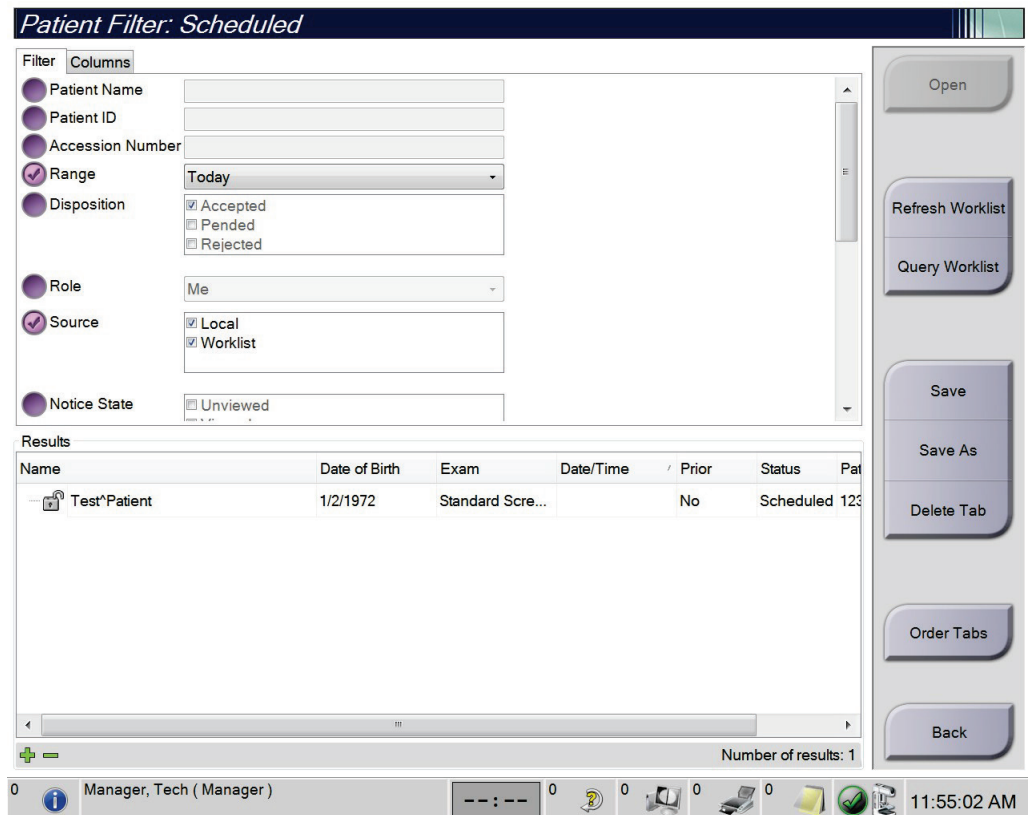 Patient Filter: Scheduled
Filter Columns
Patient Name
Patient ID
Accession Number
Range Today
Disposition Accepted
Pended
Rejected
Role Me
Source Local
Worklist
Notice State Unviewed
Open
Refresh Worklist
Query Worklist
Save
Save As
Delete Tab
Order Tabs
Back
Results
Name Date of Birth Exam Date/Time Prior Status Pat
Test^Patient 1/2/1972 Standard Scre... No Scheduled 123
Number of results: 1
0 Manager, Tech ( Manager ) --:-- 0 0 0 0 11:55:02 AM